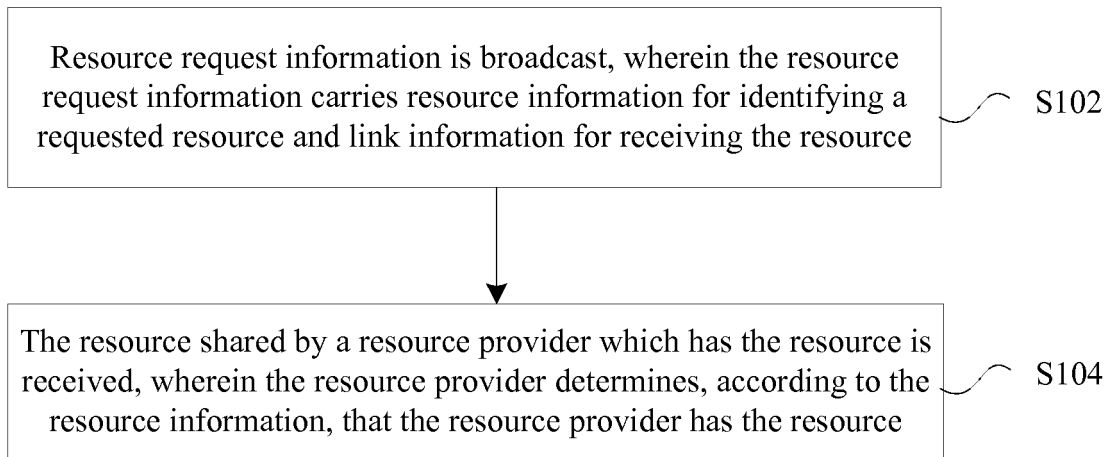 Resource request information is broadcast, wherein the resource
request information carries resource information for identifying a
requested resource and link information for receiving the resource
S102
The resource shared by a resource provider which has the resource is
received, wherein the resource provider determines, according to the
resource information, that the resource provider has the resource
S104